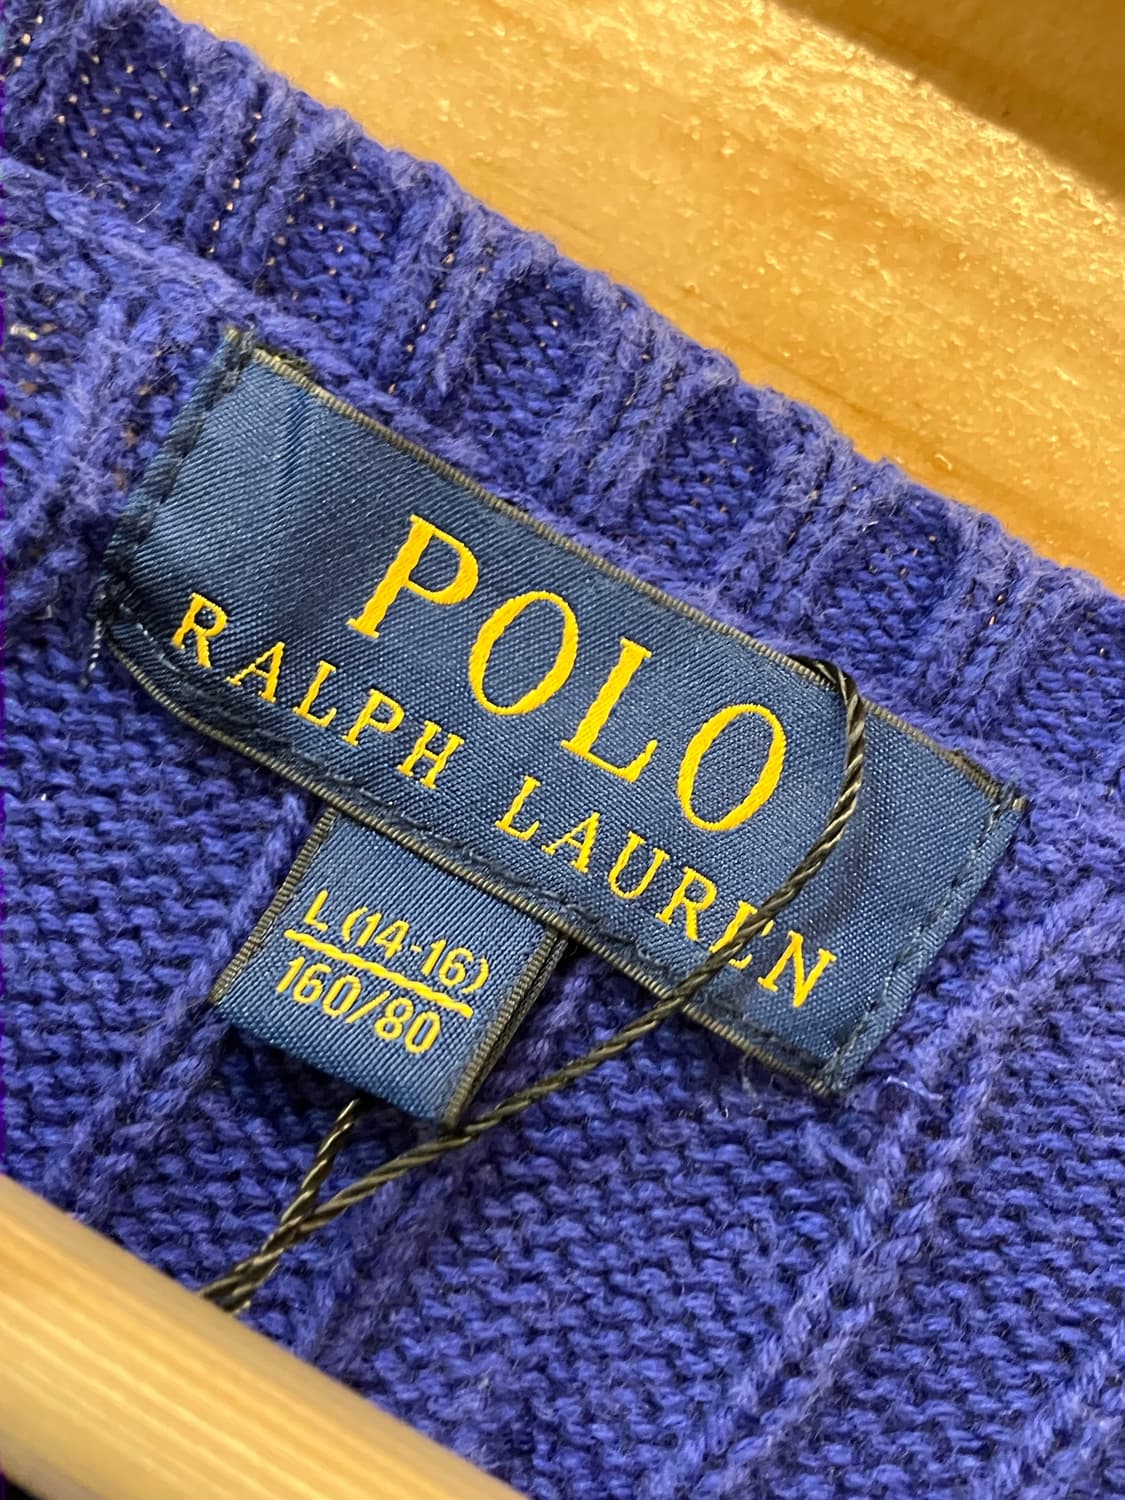 POLO
RALPH LAUREN
L (14-16)
160/80